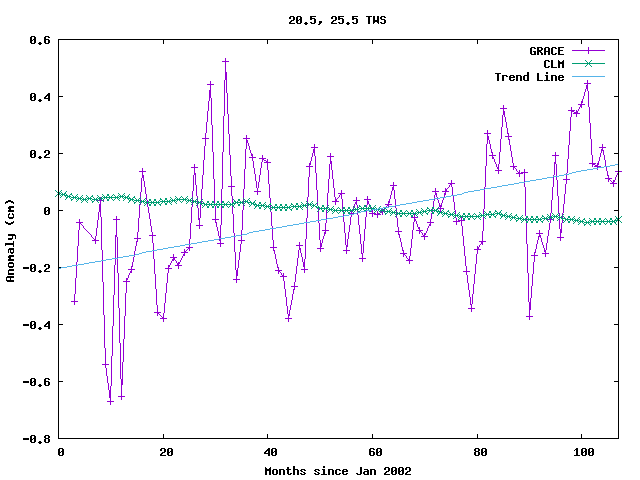 20.5, 25.5 TWS
GRACE
CLM
Trend Line
Anomaly (cm)
0.6
0.4
0.2
0
-0.2
-0.4
-0.6
-0.8
0 20 40 60 80 100
Months since Jan 2002